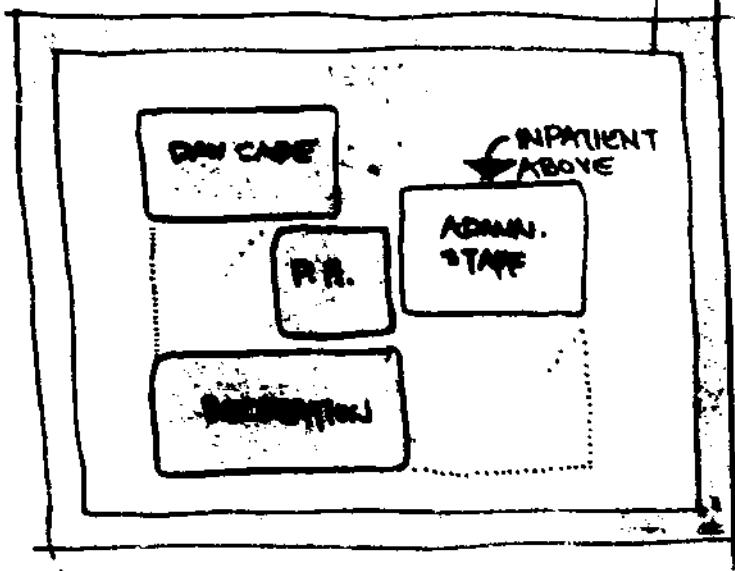 DAY CARE
INPATIENT
ABOVE
ADMIN.
STAFF
P.R.